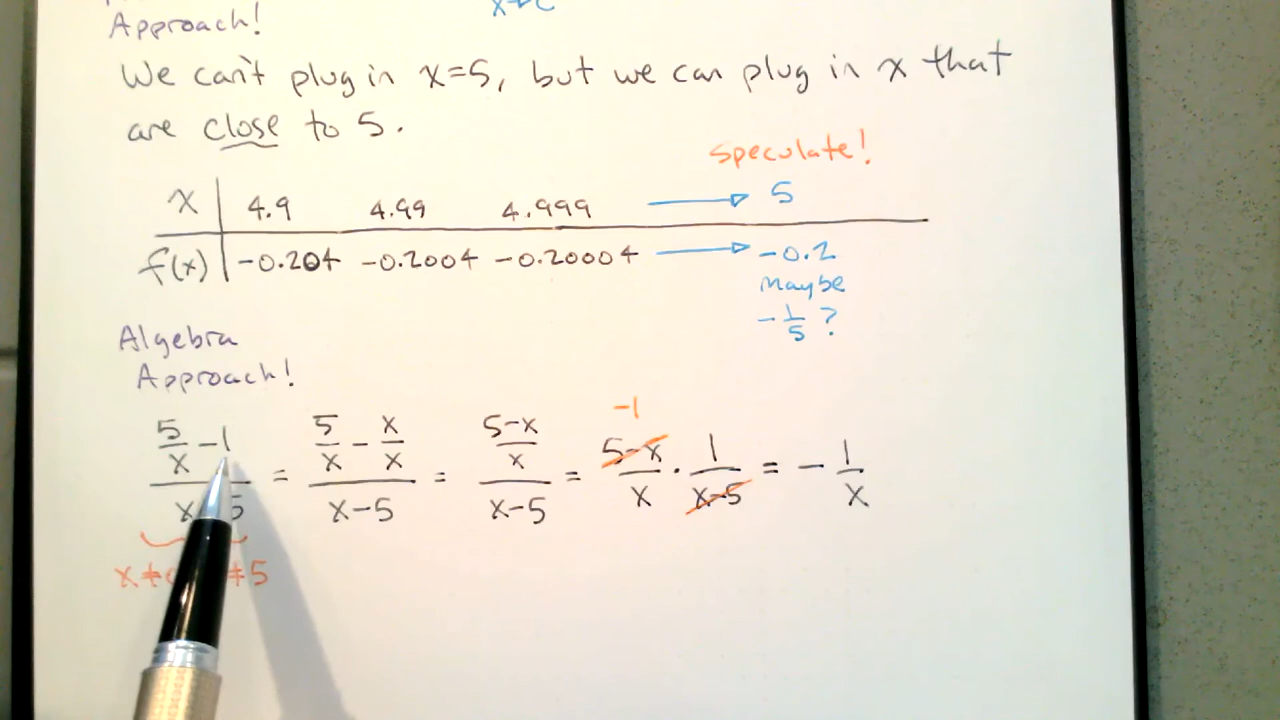 x→c
Approach!
We can't plug in x=5, but we can plug in x that
are close to 5.
speculate!
x | 4.9 4.99 4.999 → 5
f(x) | -0.204 -0.2004 -0.20004 → -0.2
Maybe
-1/5 ?
Algebra
Approach!
(5/x - 1)/(x-5) = (5/x - x/x)/(x-5) = ((5-x)/x)/(x-5) = (5-x)/x · 1/(x-5) = -1/x
-1
x≠ ≠5